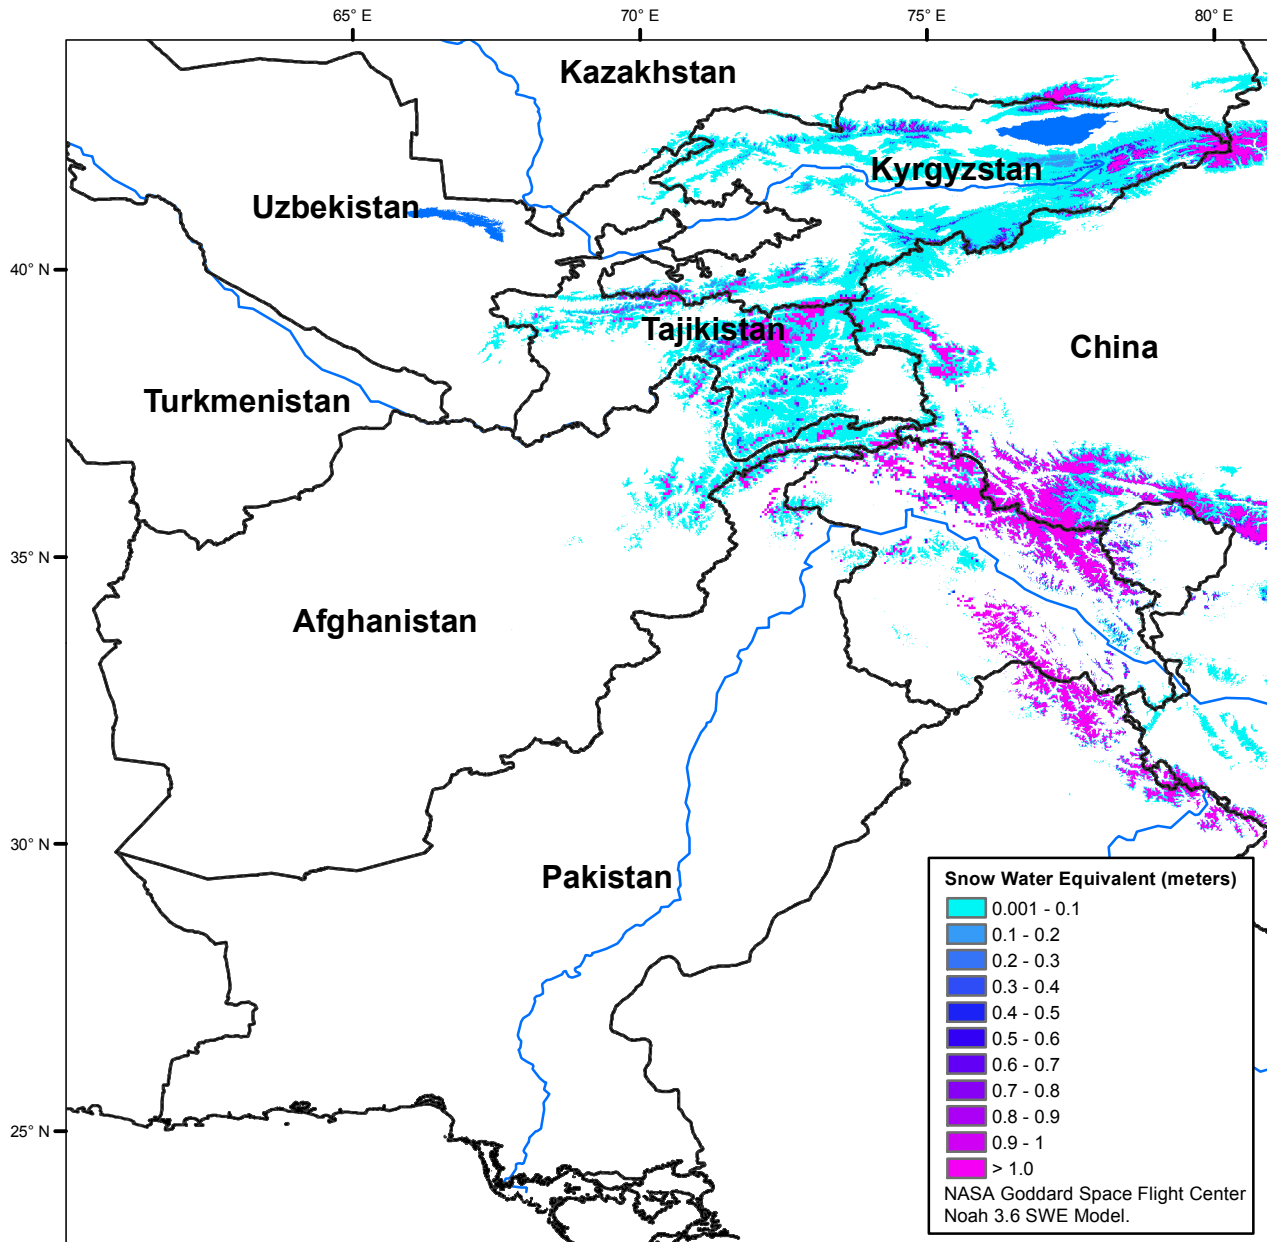 65° E
70° E
75° E
80° E
Kazakhstan
Kyrgyzstan
Uzbekistan
40° N
Tajikistan
China
Turkmenistan
35° N
Afghanistan
30° N
Pakistan
25° N
Snow Water Equivalent (meters)
0.001 - 0.1
0.1 - 0.2
0.2 - 0.3
0.3 - 0.4
0.4 - 0.5
0.5 - 0.6
0.6 - 0.7
0.7 - 0.8
0.8 - 0.9
0.9 - 1
> 1.0
NASA Goddard Space Flight Center
Noah 3.6 SWE Model.